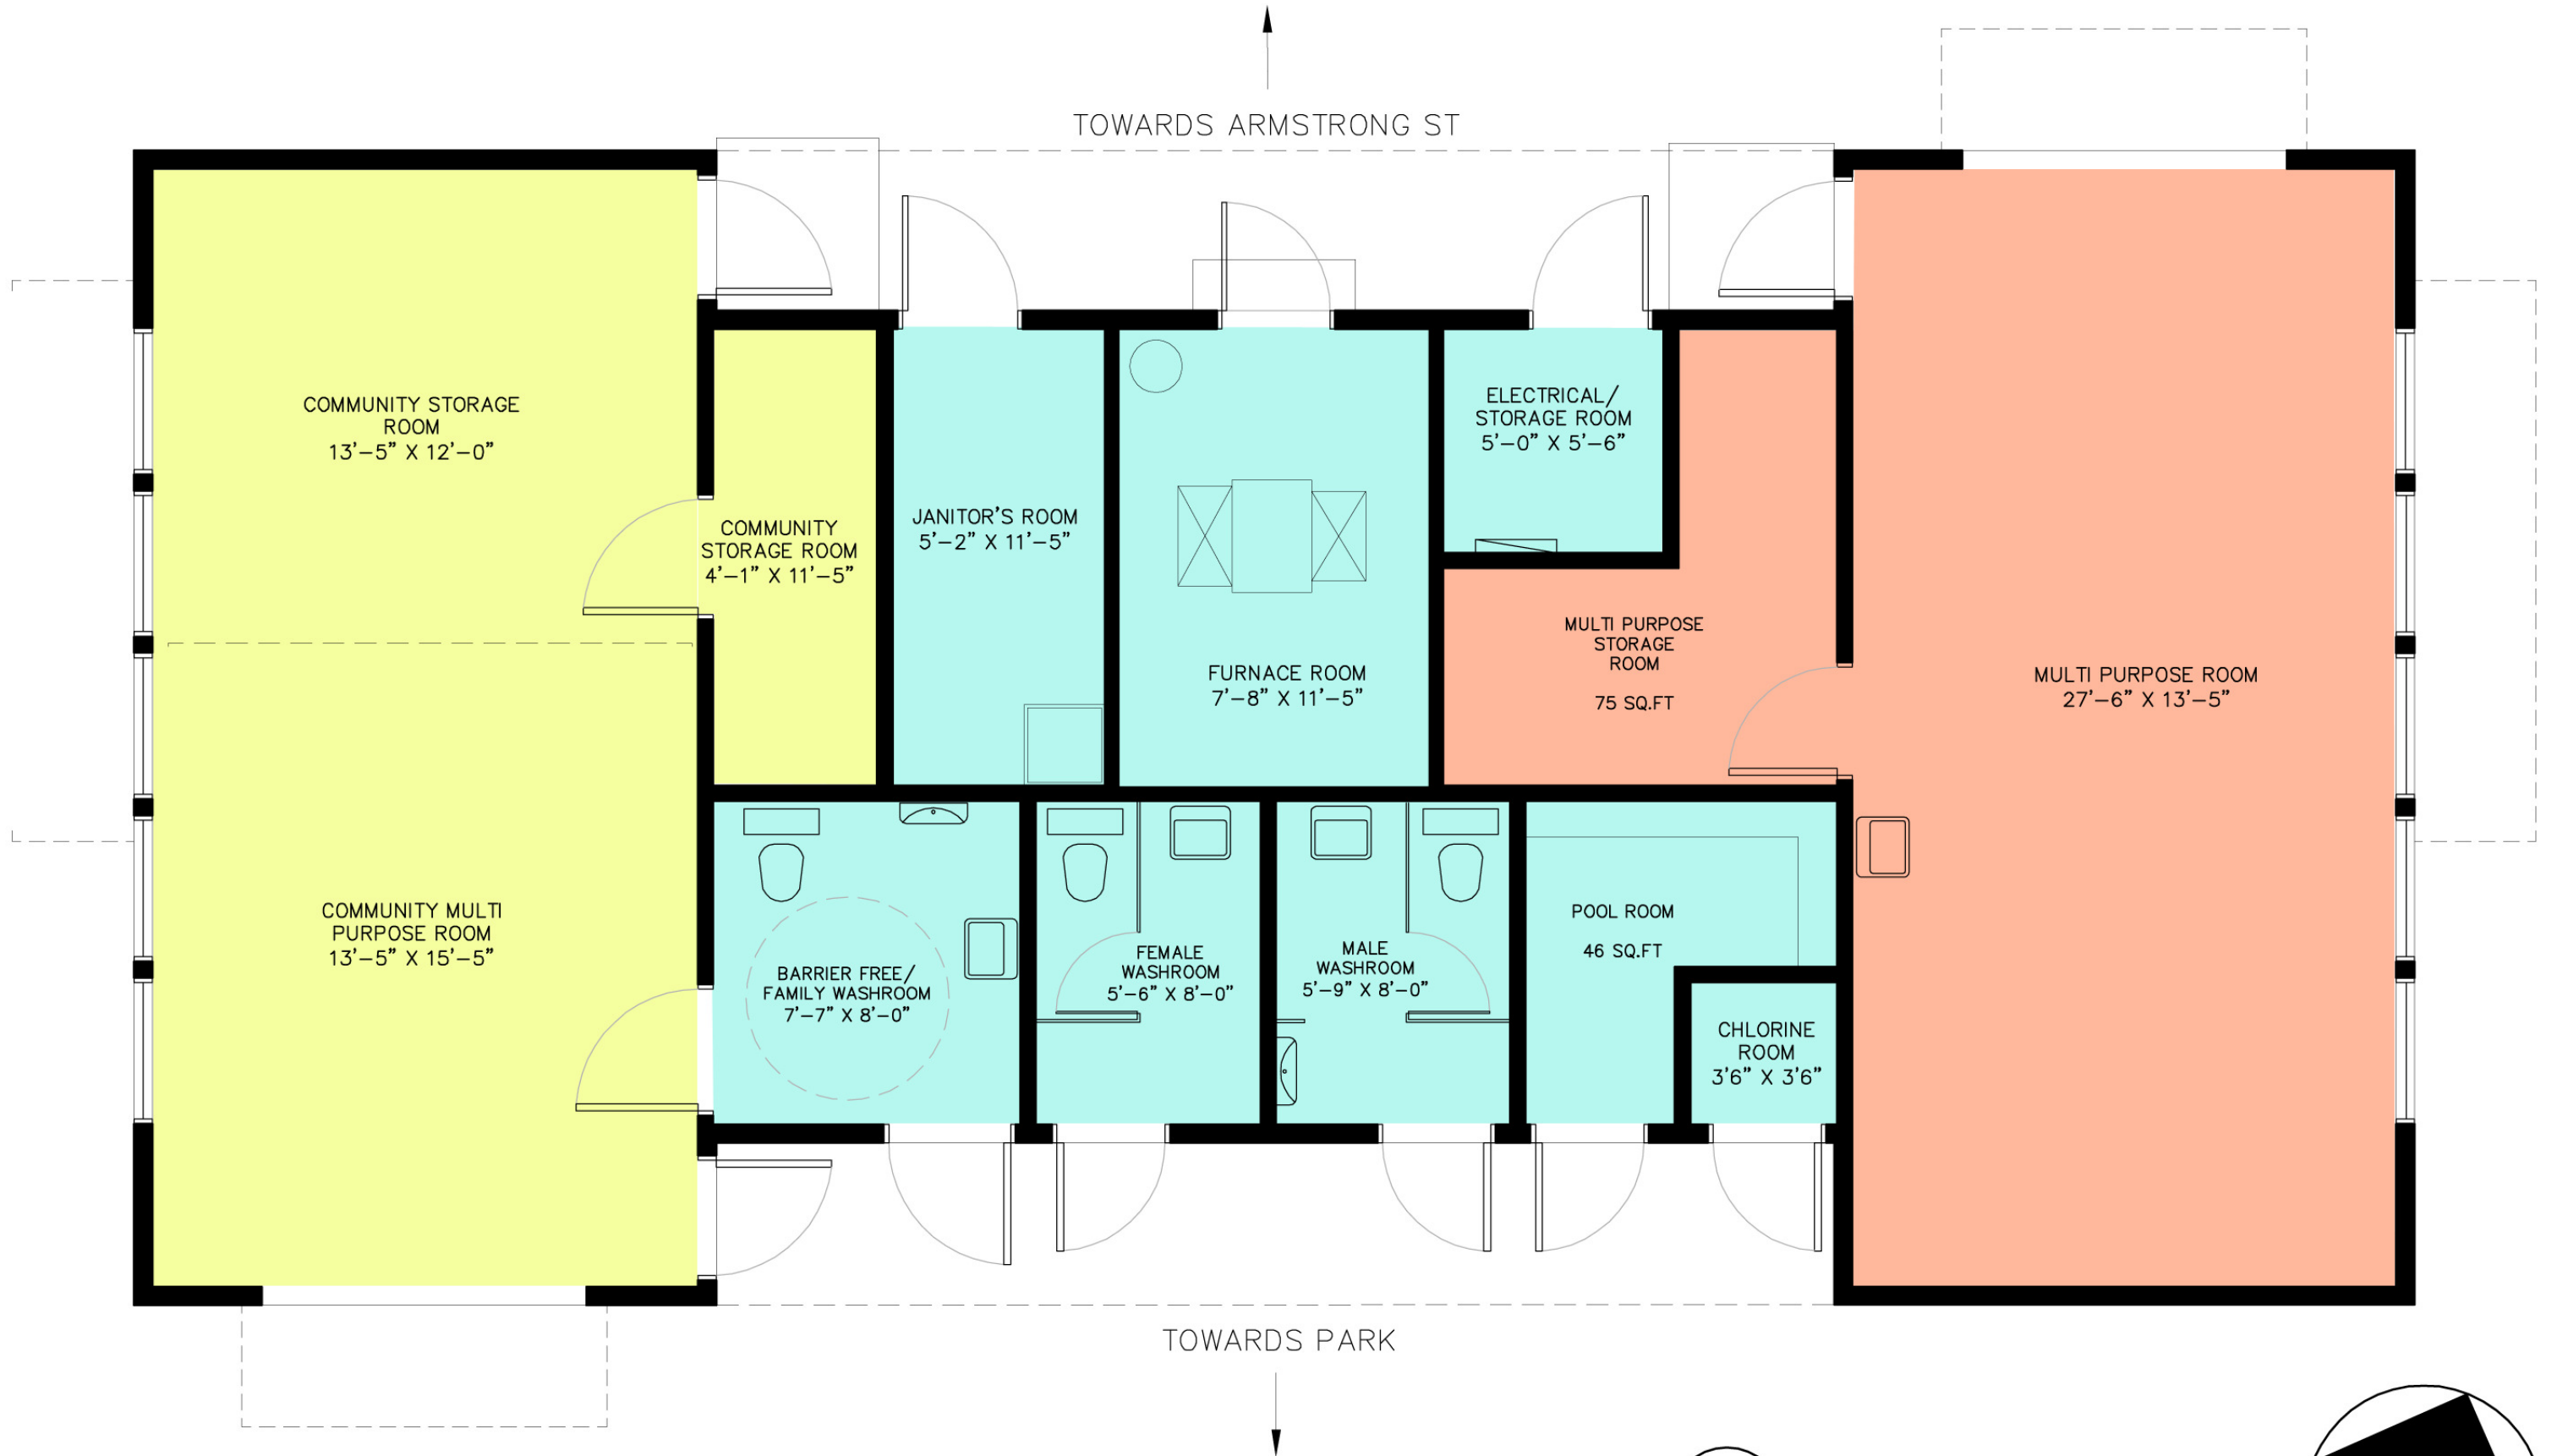 TOWARDS ARMSTRONG ST
COMMUNITY STORAGE
ROOM
13'-5" X 12'-0"
COMMUNITY
STORAGE ROOM
4'-1" X 11'-5"
JANITOR'S ROOM
5'-2" X 11'-5"
FURNACE ROOM
7'-8" X 11'-5"
ELECTRICAL/
STORAGE ROOM
5'-0" X 5'-6"
MULTI PURPOSE
STORAGE
ROOM
75 SQ.FT
MULTI PURPOSE ROOM
27'-6" X 13'-5"
COMMUNITY MULTI
PURPOSE ROOM
13'-5" X 15'-5"
BARRIER FREE/
FAMILY WASHROOM
7'-7" X 8'-0"
FEMALE
WASHROOM
5'-6" X 8'-0"
MALE
WASHROOM
5'-9" X 8'-0"
POOL ROOM
46 SQ.FT
CHLORINE
ROOM
3'6" X 3'6"
TOWARDS PARK